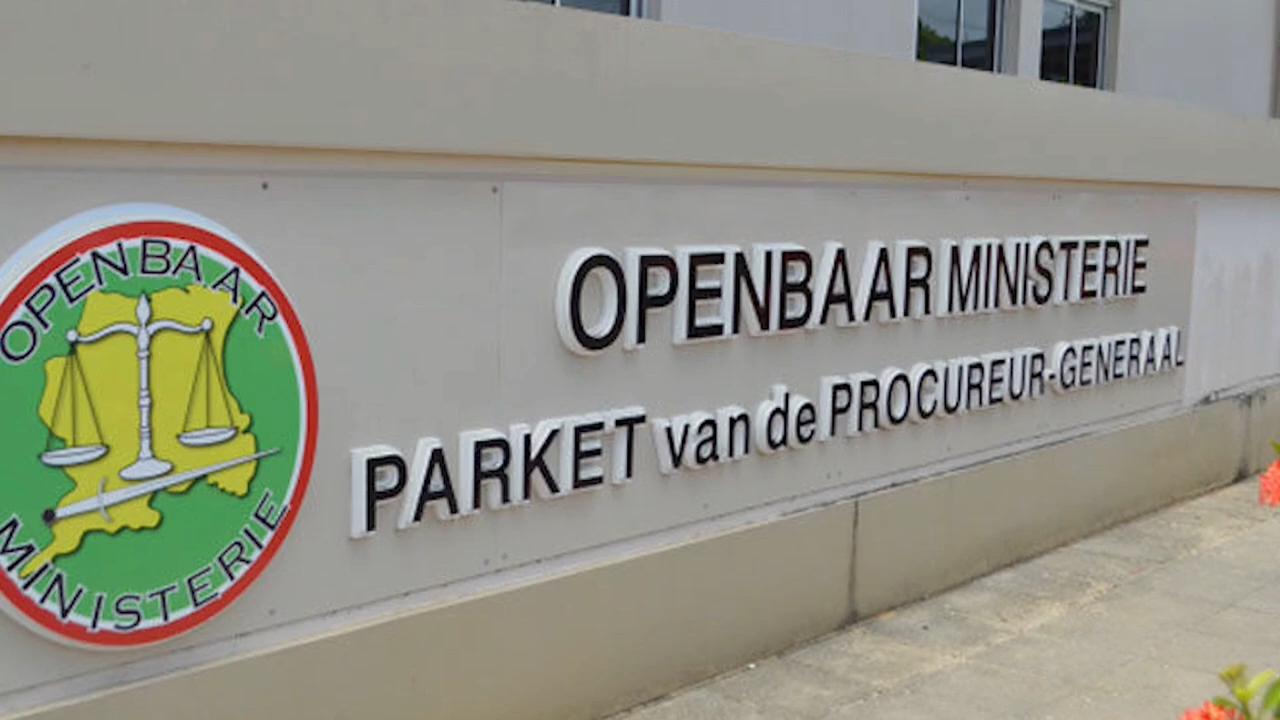 OPENBAAR
MINISTERIE
OPENBAAR MINISTERIE
PARKET van de PROCUREUR-GENERAAL